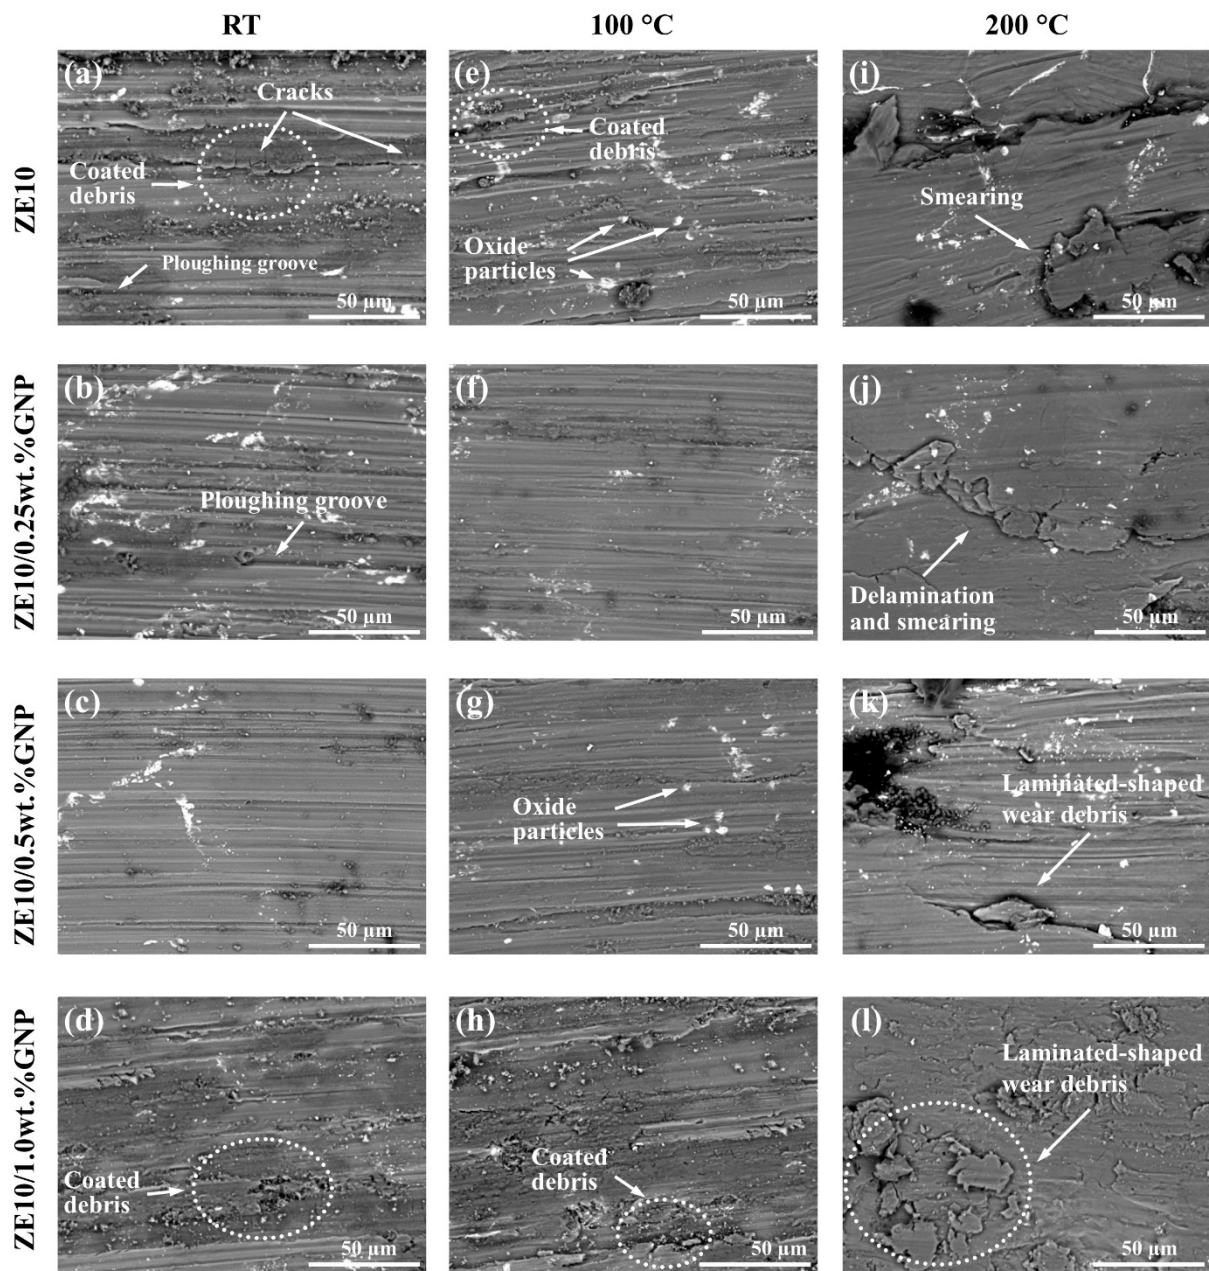 RT
100 °C
200 °C
ZE10
(a)
Cracks
Coated
debris
Ploughing groove
50 µm
(e)
Coated
debris
Oxide
particles
50 µm
(i)
Smearing
50 µm
ZE10/0.25wt.%GNP
(b)
Ploughing groove
50 µm
(f)
50 µm
(j)
Delamination
and smearing
50 µm
ZE10/0.5wt.%GNP
(c)
50 µm
(g)
Oxide
particles
50 µm
(k)
Laminated-shaped
wear debris
50 µm
ZE10/1.0wt.%GNP
(d)
Coated
debris
50 µm
(h)
Coated
debris
50 µm
(l)
Laminated-shaped
wear debris
50 µm